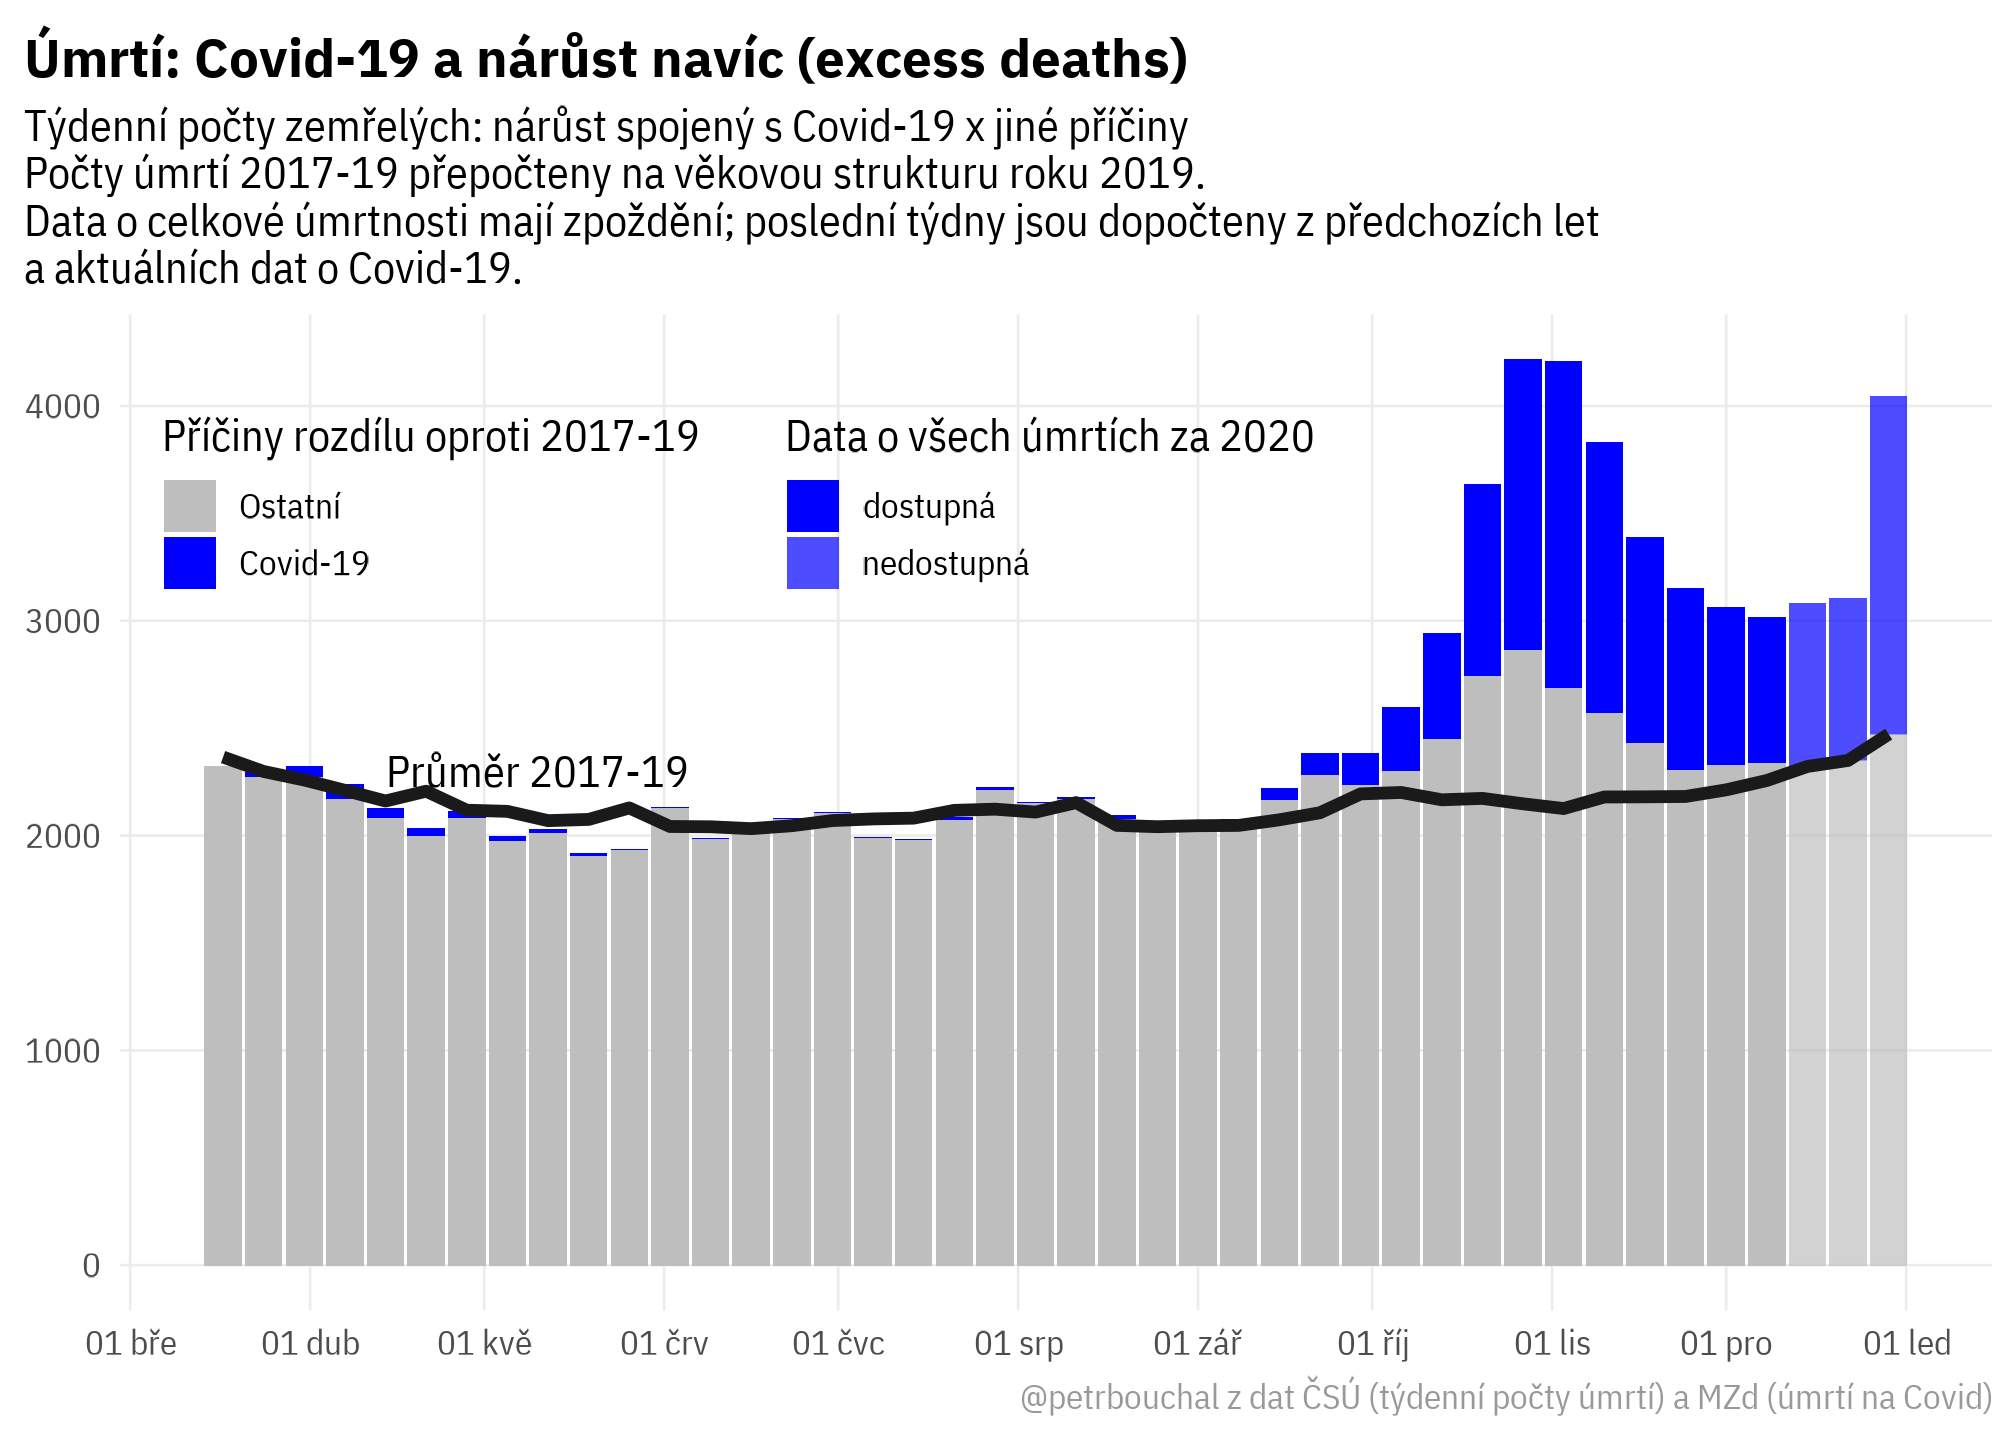 Úmrtí: Covid-19 a nárůst navíc (excess deaths)
Týdenní počty zemřelých: nárůst spojený s Covid-19 x jiné příčiny
Počty úmrtí 2017-19 přepočteny na věkovou strukturu roku 2019.
Data o celkové úmrtnosti mají zpoždění; poslední týdny jsou dopočteny z předchozích let
a aktuálních dat o Covid-19.
4000
3000
2000
1000
0
Příčiny rozdílu oproti 2017-19
Ostatní
Covid-19
Data o všech úmrtích za 2020
dostupná
nedostupná
Průměr 2017-19
01 bře
01 dub
01 kvě
01 črv
01 čvc
01 srp
01 zář
01 říj
01 lis
01 pro
01 led
@petrbouchal z dat ČSÚ (týdenní počty úmrtí) a MZd (úmrtí na Covid)